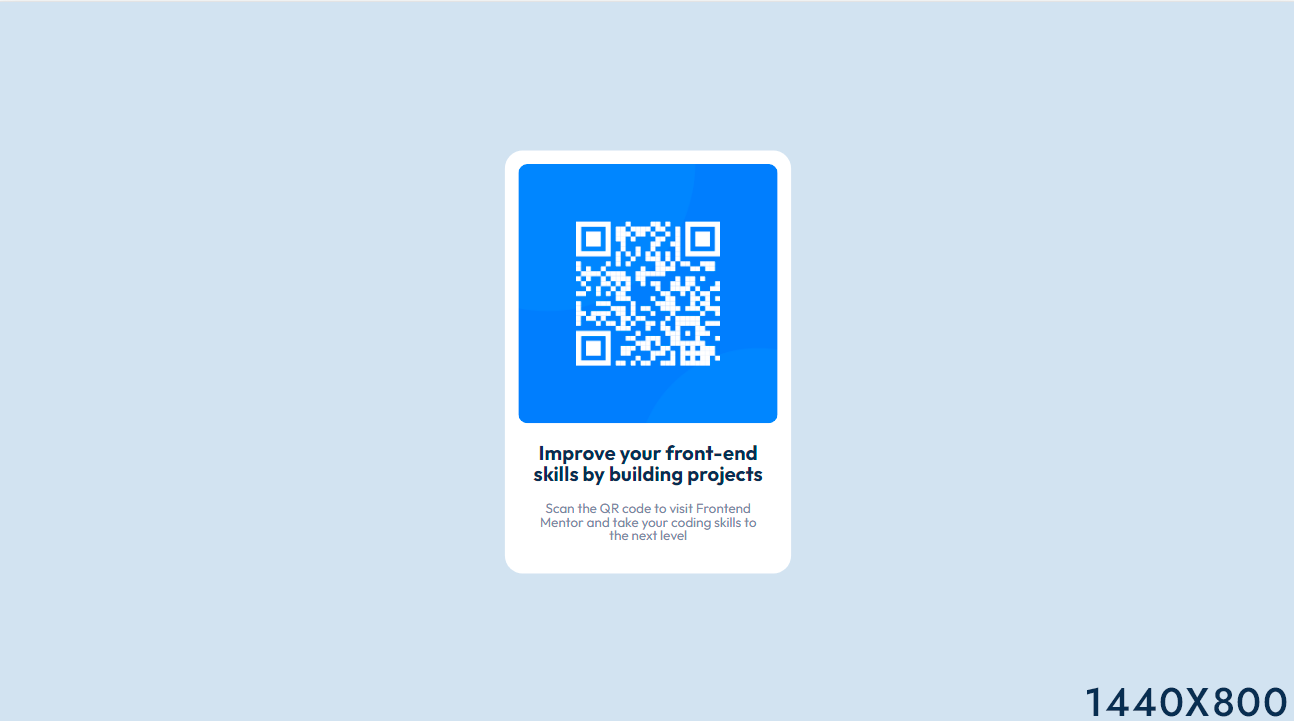 Improve your front-end
skills by building projects
Scan the QR code to visit Frontend
Mentor and take your coding skills to
the next level
1440X800